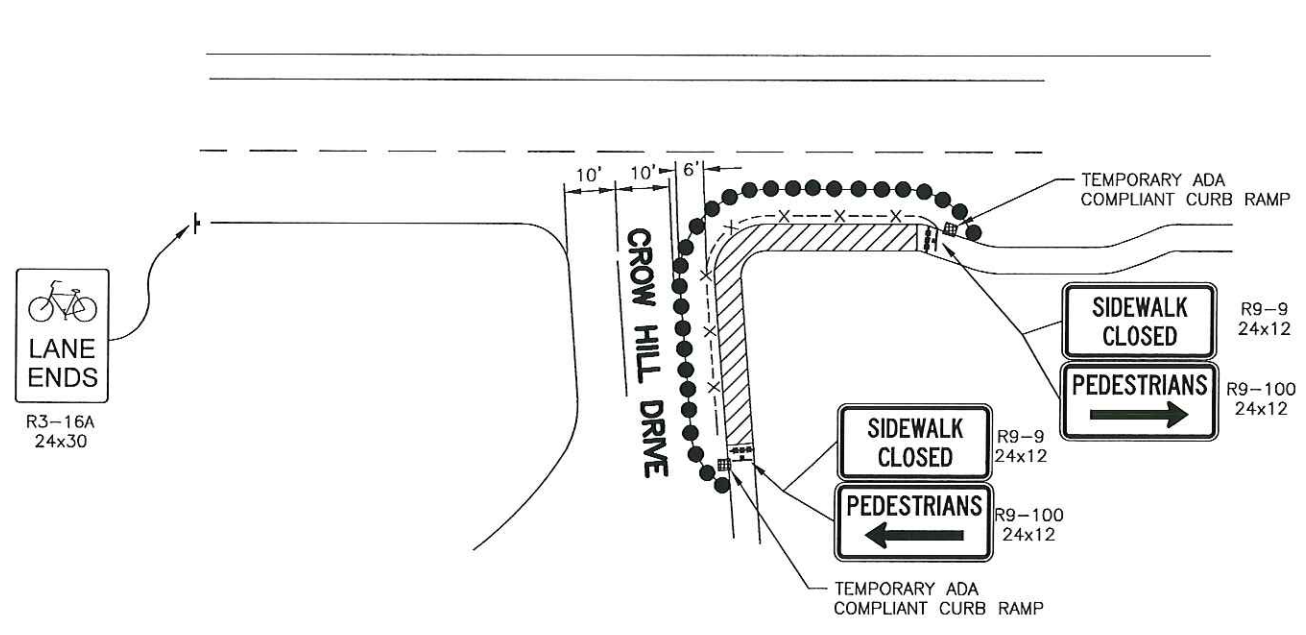 10' 10' 6'
TEMPORARY ADA
COMPLIANT CURB RAMP
CROW HILL DRIVE
LANE
ENDS
R3-16A
24x30
SIDEWALK
CLOSED
R9-9
24x12
PEDESTRIANS
R9-100
24x12
SIDEWALK
CLOSED
R9-9
24x12
PEDESTRIANS
R9-100
24x12
TEMPORARY ADA
COMPLIANT CURB RAMP